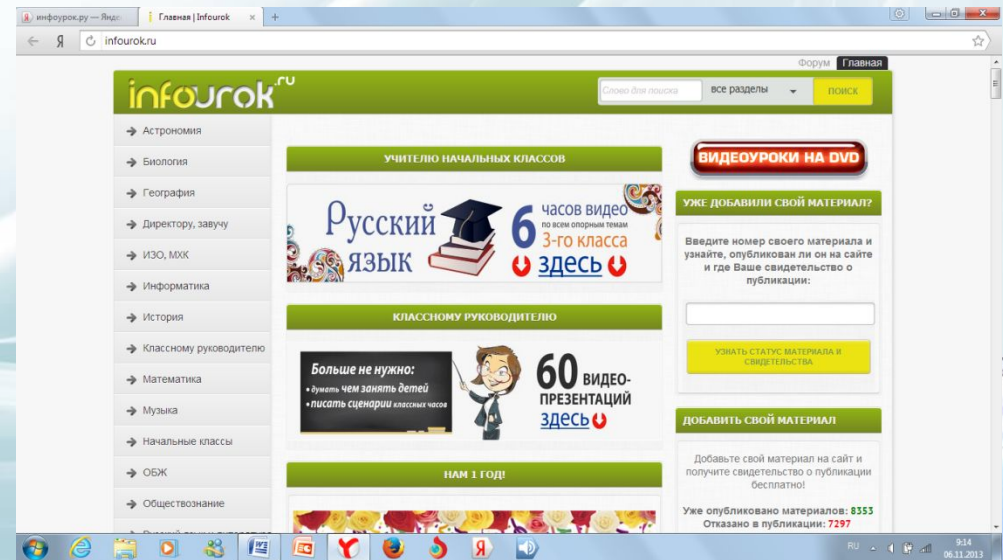 инфоурок.ру — Янде
Главная | Infourok
infourok.ru
Форум Главная
infourok.ru
Слово для поиска
все разделы
ПОИСК
Астрономия
Биология
География
Директору, завучу
ИЗО, МХК
Информатика
История
Классному руководителю
Математика
Музыка
Начальные классы
ОБЖ
Обществознание
УЧИТЕЛЮ НАЧАЛЬНЫХ КЛАССОВ
Русский
язык
6
часов видео
по всем опорным темам
3-го класса
здесь
КЛАССНОМУ РУКОВОДИТЕЛЮ
Больше не нужно:
• думать чем занять детей
• писать сценарии классных часов
60 ВИДЕО-
ПРЕЗЕНТАЦИЙ
здесь
НАМ 1 ГОД!
ВИДЕОУРОКИ НА DVD
УЖЕ ДОБАВИЛИ СВОЙ МАТЕРИАЛ?
Введите номер своего материала и
узнайте, опубликован ли он на сайте
и где Ваше свидетельство о
публикации:
УЗНАТЬ СТАТУС МАТЕРИАЛА И
СВИДЕТЕЛЬСТВА
ДОБАВИТЬ СВОЙ МАТЕРИАЛ
Добавьте свой материал на сайт и
получите свидетельство о публикации
бесплатно!
Уже опубликовано материалов: 8353
Отказано в публикации: 7297
RU
9:14
06.11.2013